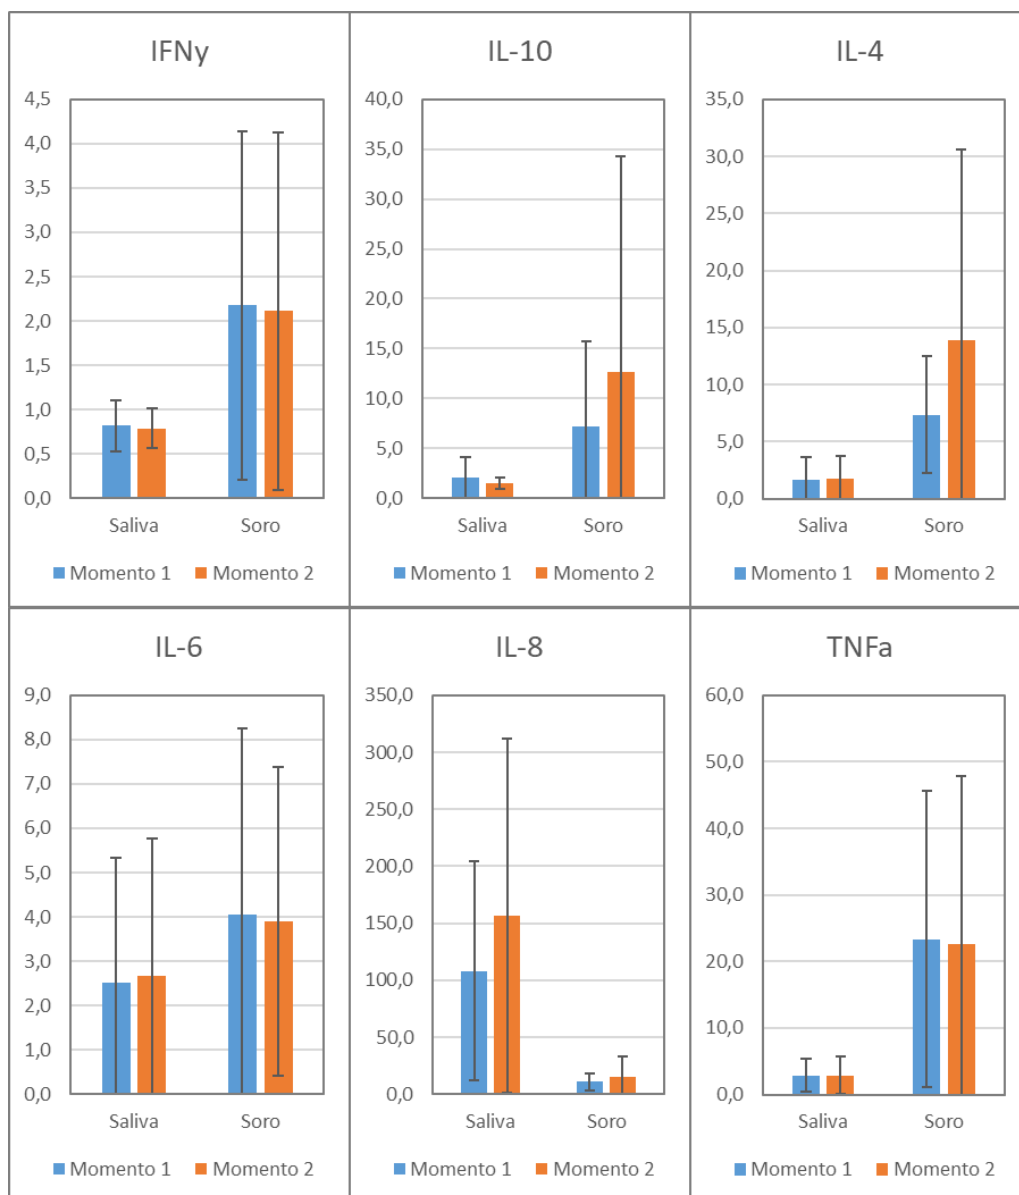 IFNy
4,5
4,0
3,5
3,0
2,5
2,0
1,5
1,0
0,5
0,0
Saliva Soro
Momento 1 Momento 2
IL-10
40,0
35,0
30,0
25,0
20,0
15,0
10,0
5,0
0,0
Saliva Soro
Momento 1 Momento 2
IL-4
35,0
30,0
25,0
20,0
15,0
10,0
5,0
0,0
Saliva Soro
Momento 1 Momento 2
IL-6
9,0
8,0
7,0
6,0
5,0
4,0
3,0
2,0
1,0
0,0
Saliva Soro
Momento 1 Momento 2
IL-8
350,0
300,0
250,0
200,0
150,0
100,0
50,0
0,0
Saliva Soro
Momento 1 Momento 2
TNFa
60,0
50,0
40,0
30,0
20,0
10,0
0,0
Saliva Soro
Momento 1 Momento 2